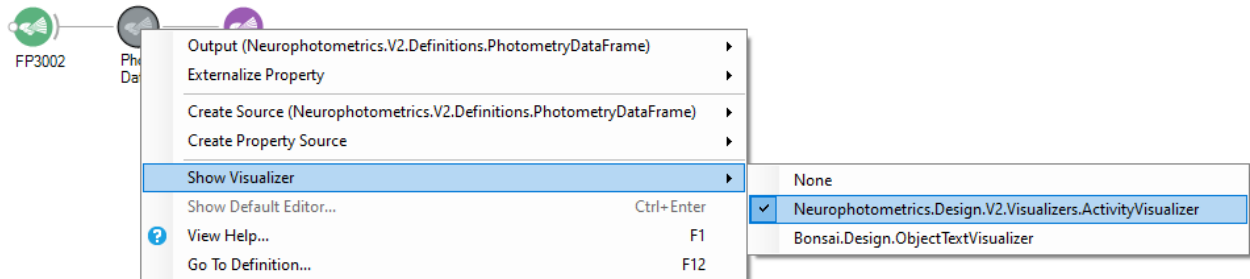 FP3002
Pho
Da
Output (Neurophotometrics.V2.Definitions.PhotometryDataFrame)
Externalize Property
Create Source (Neurophotometrics.V2.Definitions.PhotometryDataFrame)
Create Property Source
Show Visualizer
Show Default Editor... Ctrl+Enter
View Help... F1
Go To Definition... F12
None
Neurophotometrics.Design.V2.Visualizers.ActivityVisualizer
Bonsai.Design.ObjectTextVisualizer